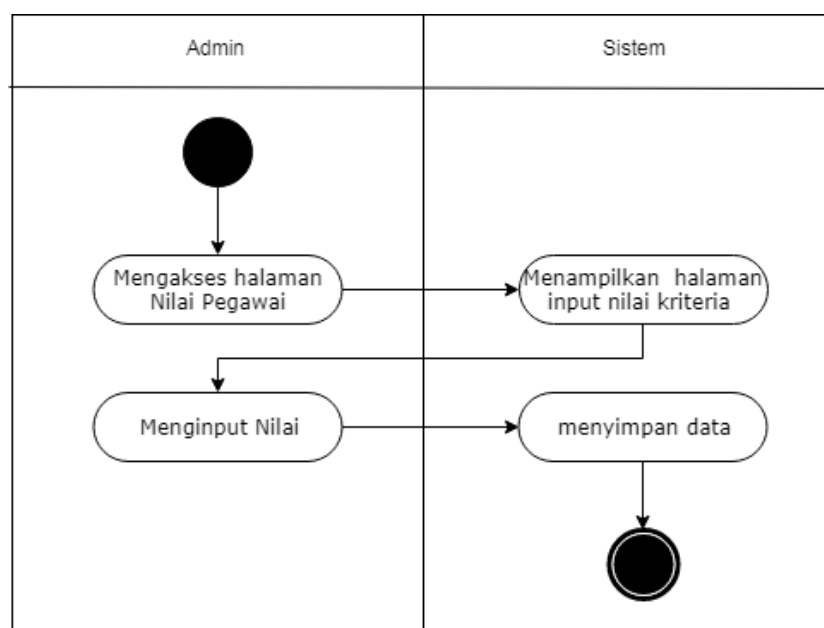 Admin
Sistem
Mengakses halaman
Nilai Pegawai
Menampilkan halaman
input nilai kriteria
Menginput Nilai
menyimpan data